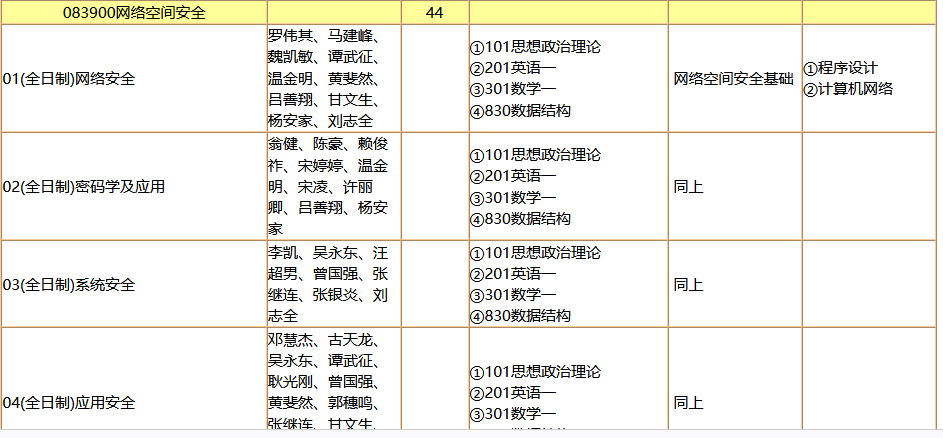 083900网络空间安全 44
01(全日制)网络安全
罗伟其、马建峰、
魏凯敏、谭武征、
温金明、黄斐然、
吕善翔、甘文生、
杨安家、刘志全
①101思想政治理论
②201英语一
③301数学一
④830数据结构
网络空间安全基础
①程序设计
②计算机网络
02(全日制)密码学及应用
翁健、陈豪、赖俊
祚、宋婷婷、温金
明、宋凌、许丽
卿、吕善翔、杨安
家
①101思想政治理论
②201英语一
③301数学一
④830数据结构
同上
03(全日制)系统安全
李凯、吴永东、汪
超男、曾国强、张
继连、张银炎、刘
志全
①101思想政治理论
②201英语一
③301数学一
④830数据结构
同上
04(全日制)应用安全
邓慧杰、古天龙、
吴永东、谭武征、
耿光刚、曾国强、
黄斐然、郭穗鸣、
张继连、甘文生、
①101思想政治理论
②201英语一
③301数学一
同上